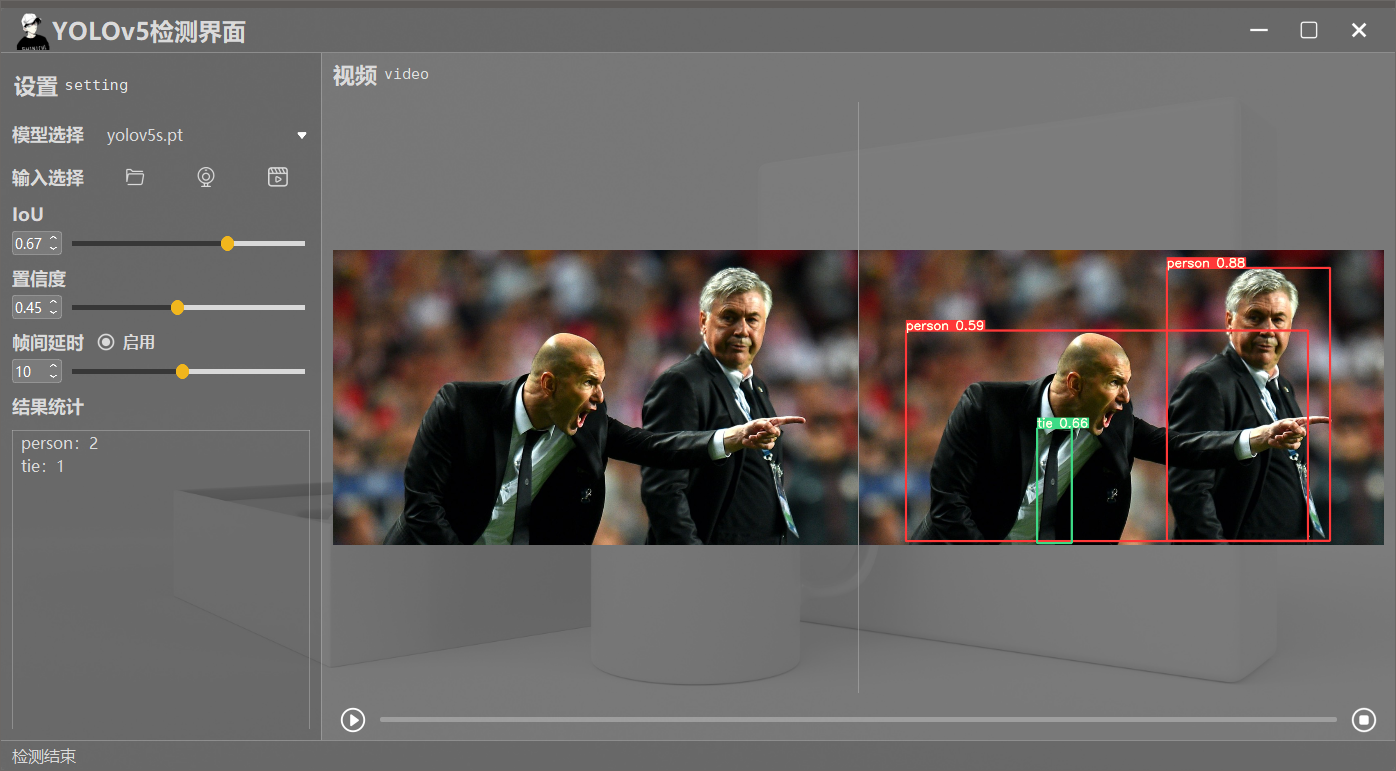 YOLOv5检测界面
设置 setting
模型选择 yolov5s.pt
输入选择
IoU
0.67
置信度
0.45
帧间延时 启用
10
结果统计
person: 2
tie: 1
视频 video
person 0.88
person 0.59
tie 0.66
检测结束